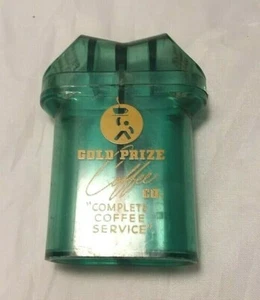 GOLD PRIZE
Coffee
CO.
"COMPLETE
COFFEE
SERVICE"